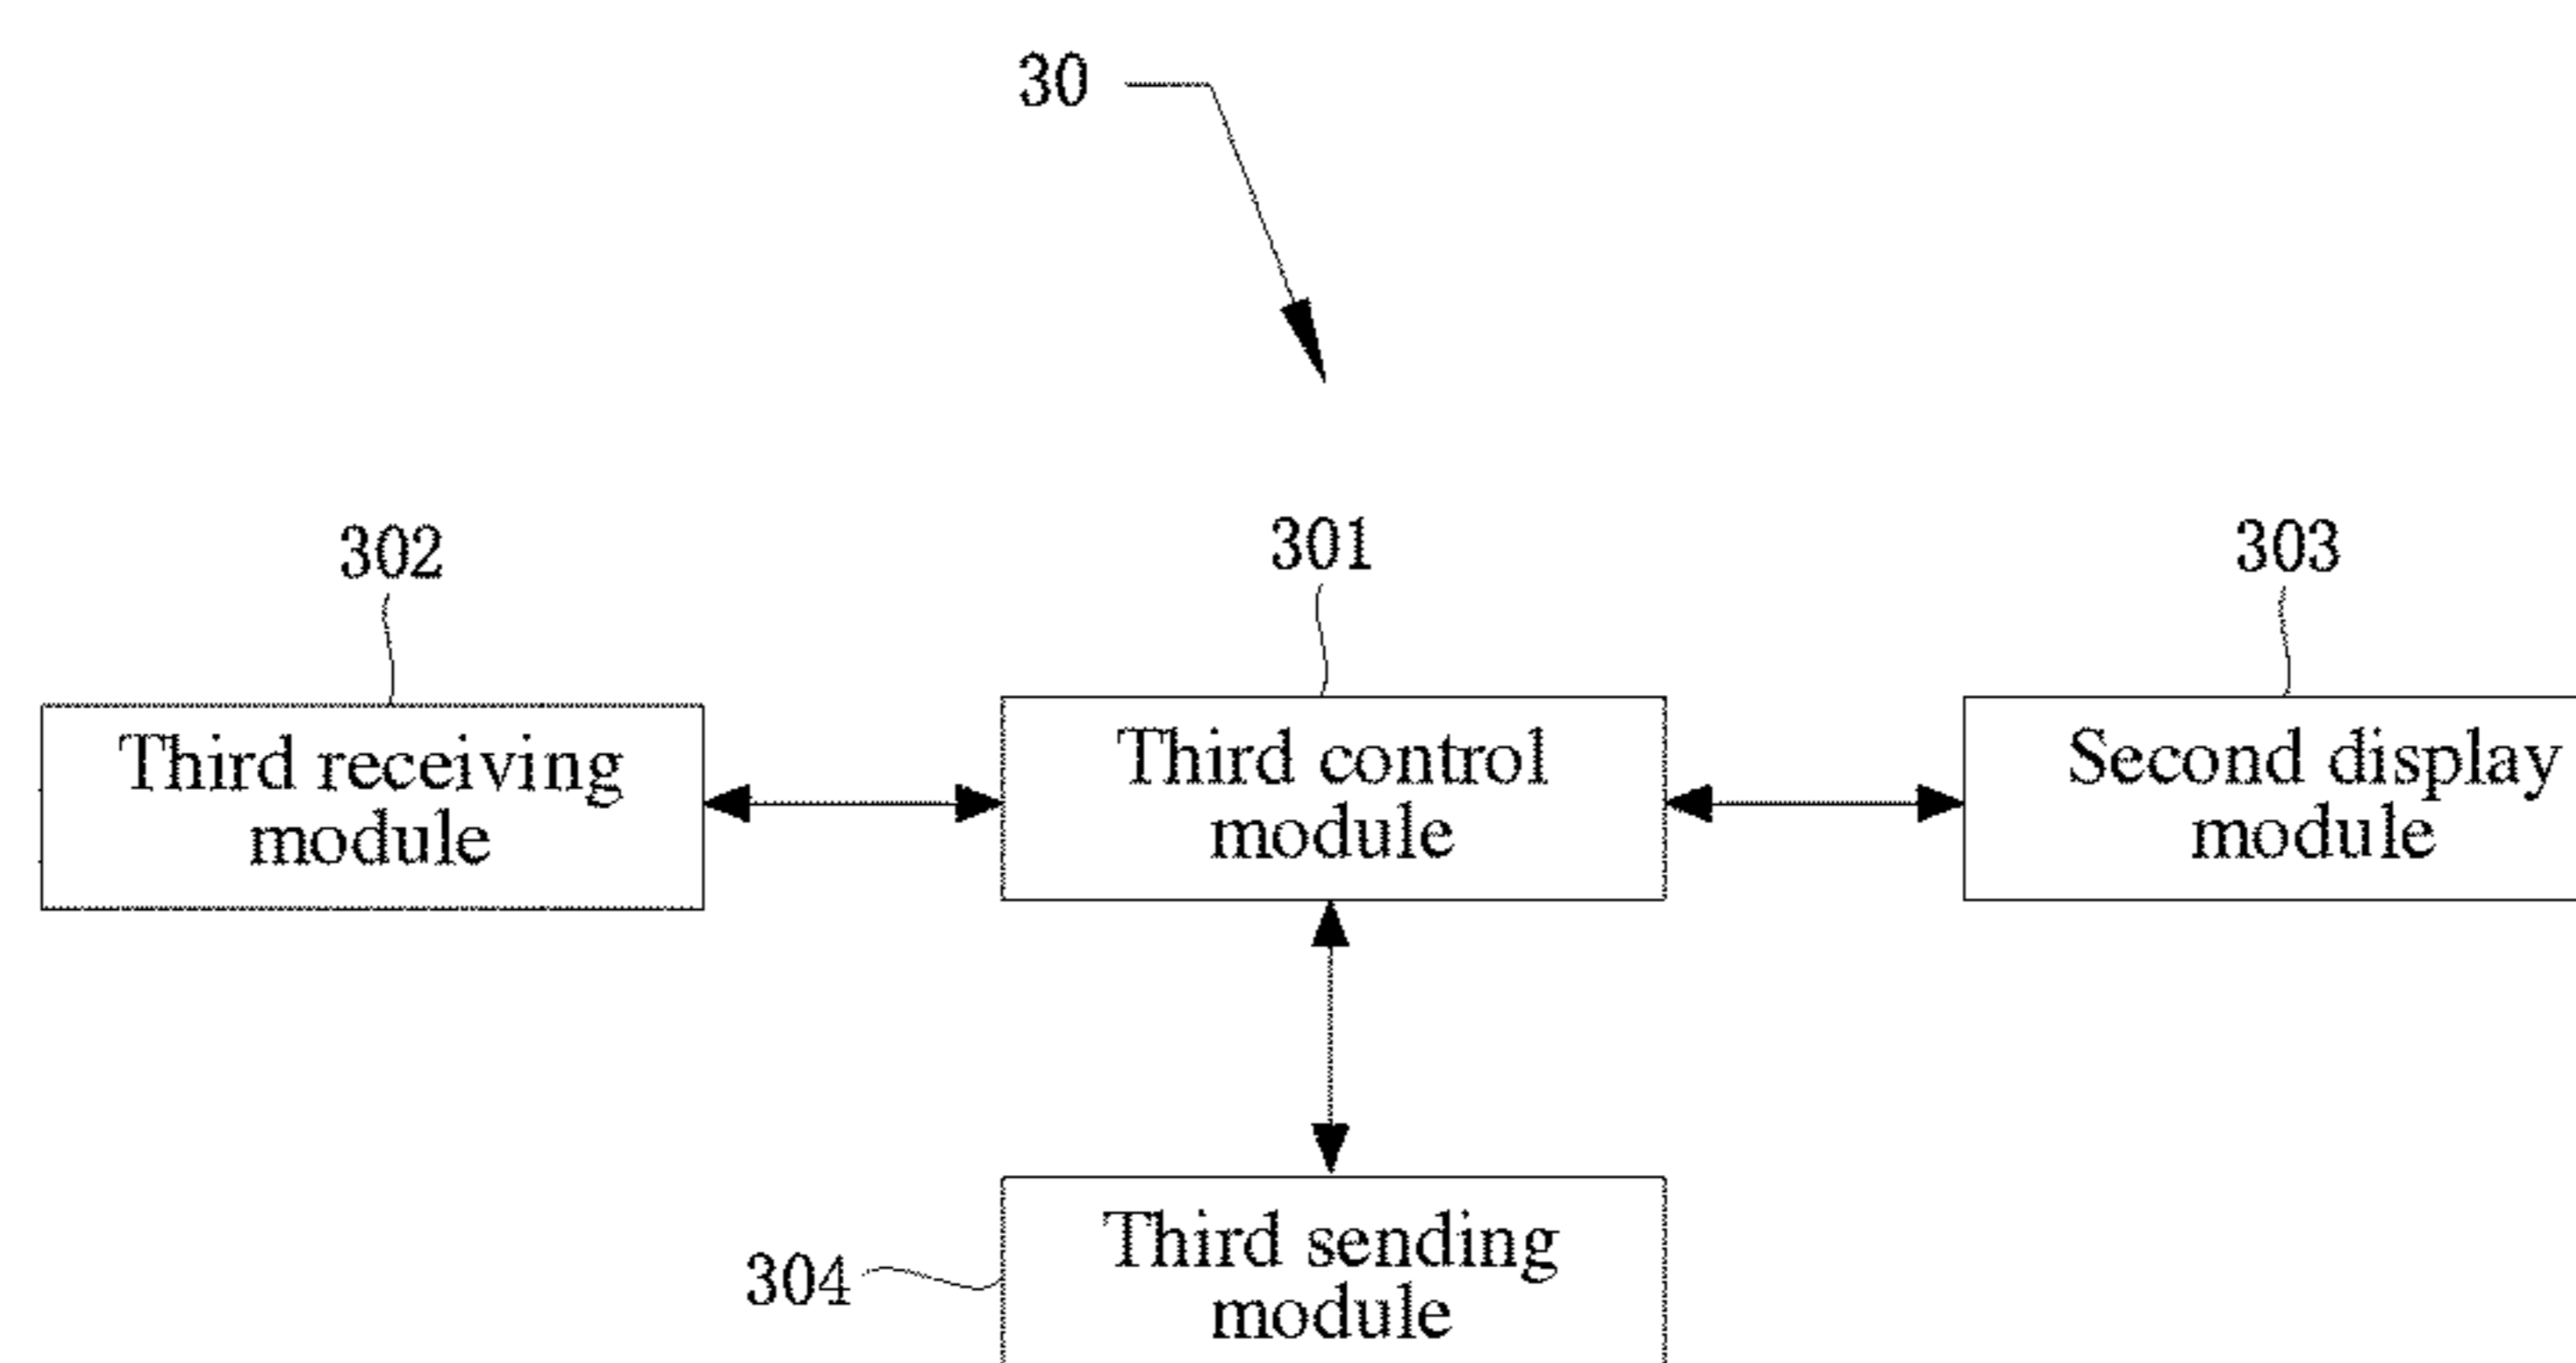 30
302
301
303
Third receiving
module
Third control
module
Second display
module
304
Third sending
module